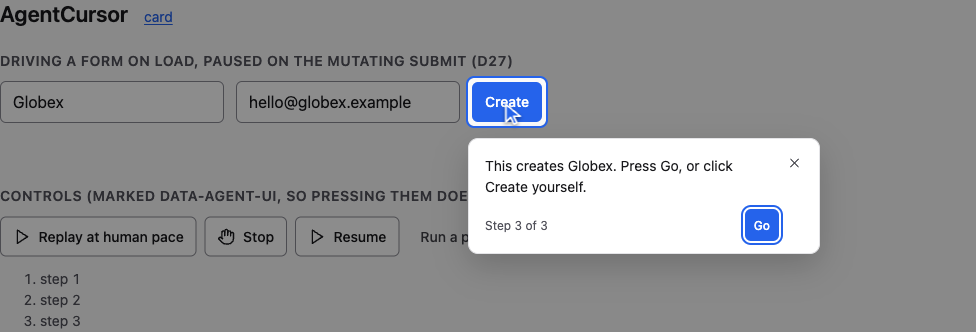 AgentCursor card
DRIVING A FORM ON LOAD, PAUSED ON THE MUTATING SUBMIT (D27)
Globex hello@globex.example Create
This creates Globex. Press Go, or click
Create yourself.
Step 3 of 3 Go
CONTROLS (MARKED DATA-AGENT-UI, SO PRESSING THEM DOE
Replay at human pace Stop Resume Run a p
1. step 1
2. step 2
3. step 3